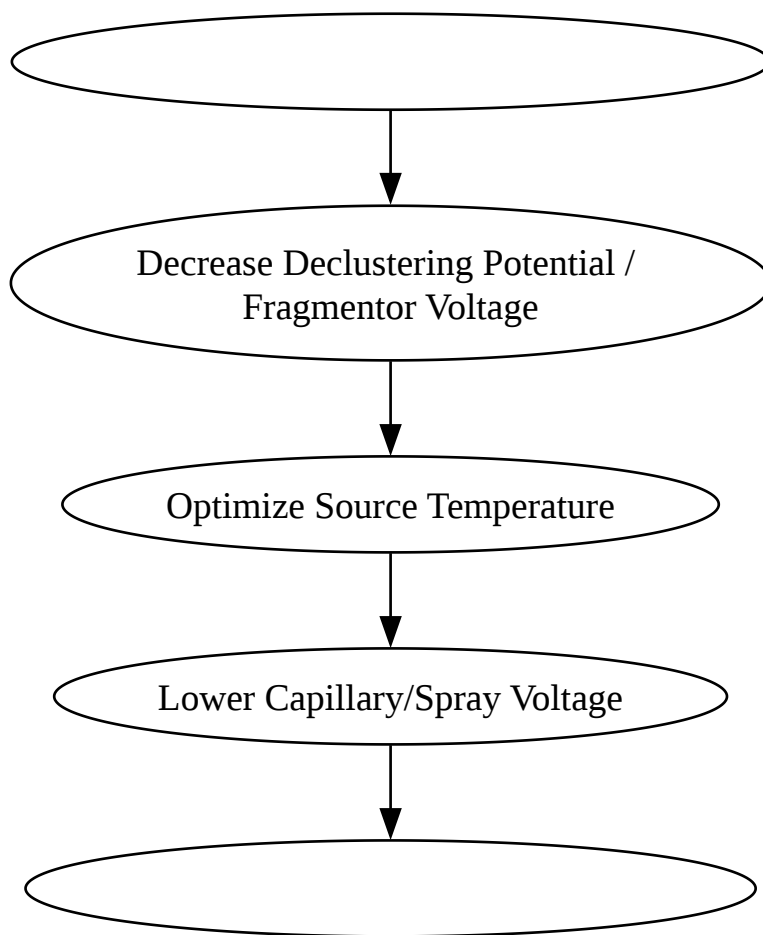 Decrease Declustering Potential /
Fragmentor Voltage
Optimize Source Temperature
Lower Capillary/Spray Voltage